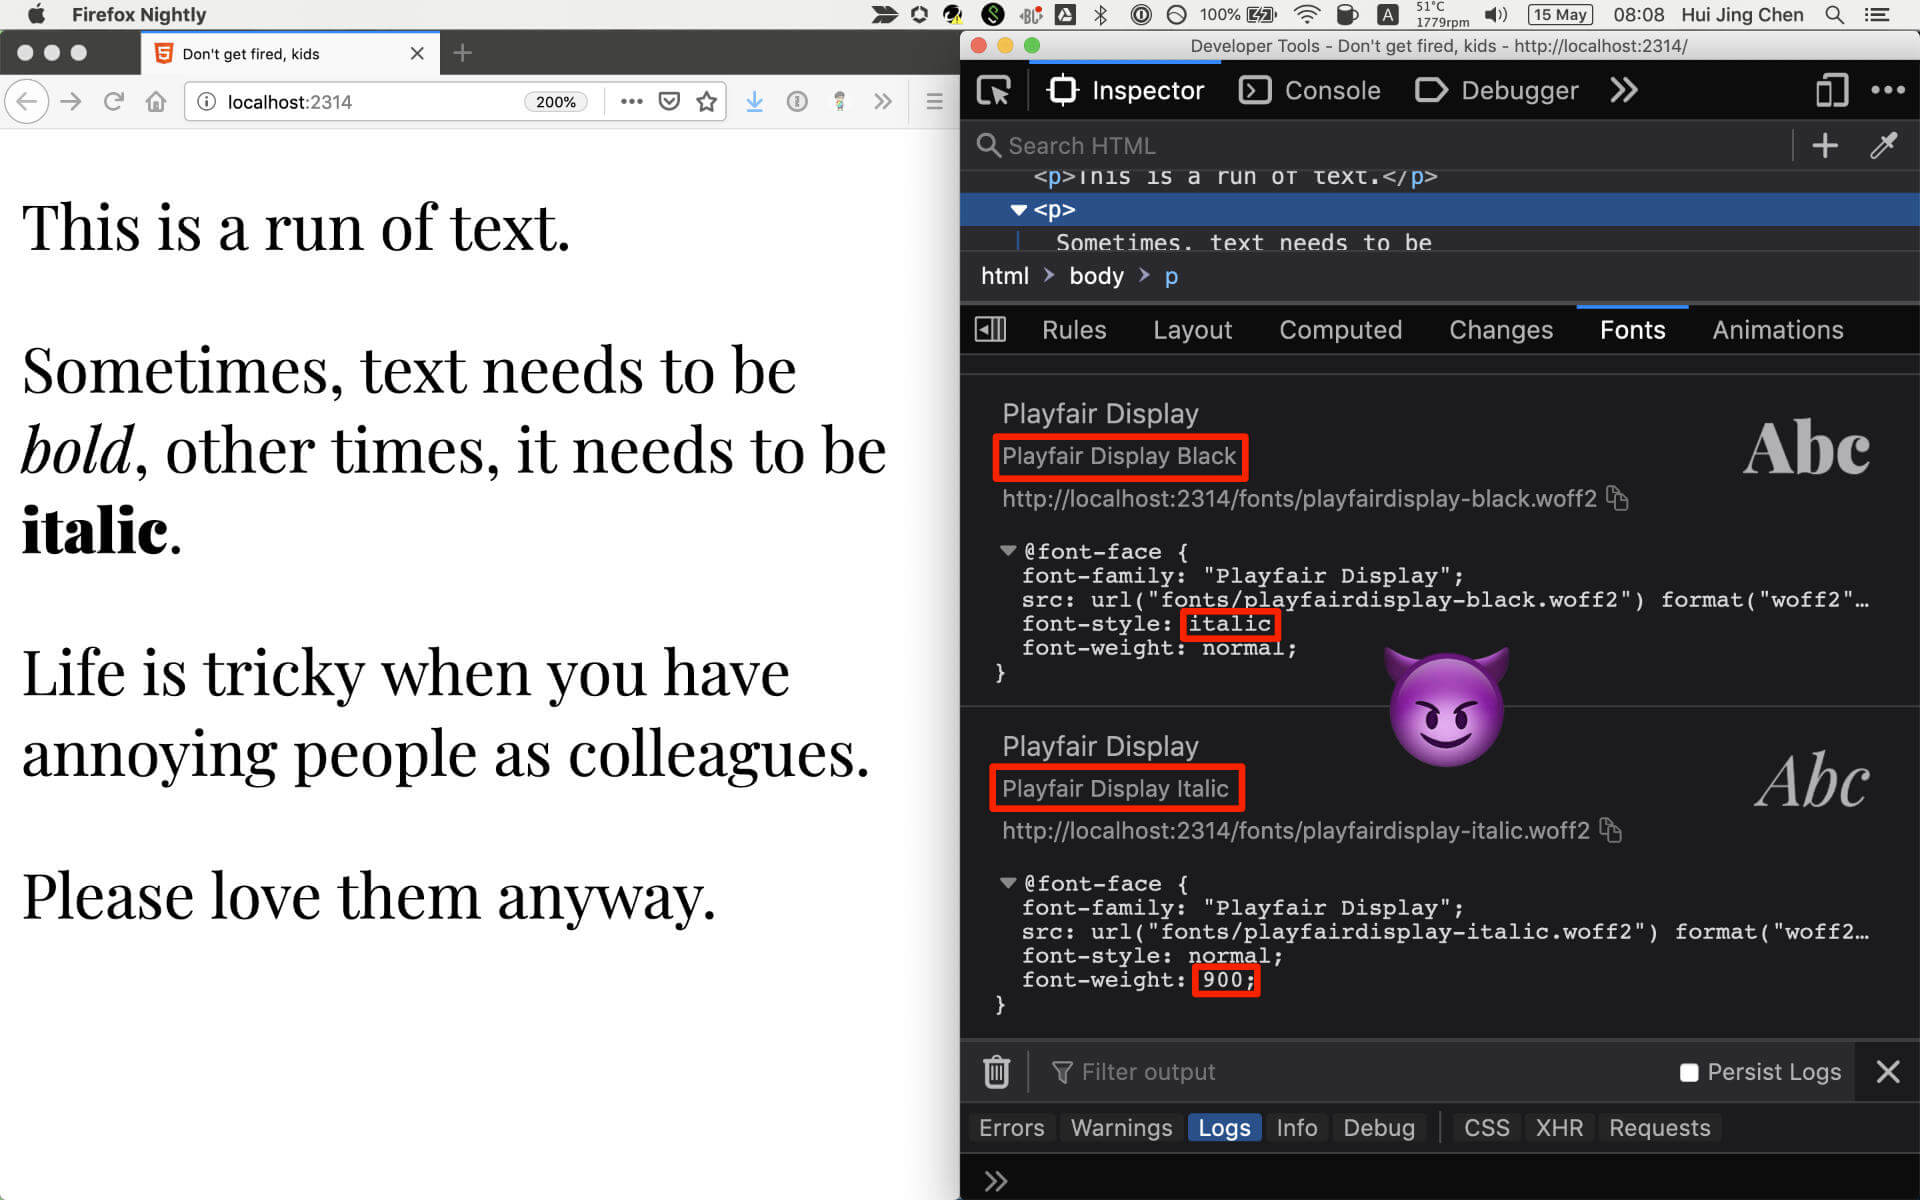 Firefox Nightly
100%
A
51°C
1779rpm
15 May
08:08
Hui Jing Chen
Don't get fired, kids
localhost:2314
200%
This is a run of text.
Sometimes, text needs to be
bold, other times, it needs to be
italic.
Life is tricky when you have
annoying people as colleagues.
Please love them anyway.
Developer Tools - Don't get fired, kids - http://localhost:2314/
Inspector
Console
Debugger
Search HTML
<p>This is a run of text.</p>
<p>
Sometimes, text needs to be
html > body > p
Rules
Layout
Computed
Changes
Fonts
Animations
Playfair Display
Playfair Display Black
Abc
http://localhost:2314/fonts/playfairdisplay-black.woff2
@font-face {
font-family: "Playfair Display";
src: url("fonts/playfairdisplay-black.woff2") format("woff2"…
font-style: italic
font-weight: normal;
}
Playfair Display
Playfair Display Italic
Abc
http://localhost:2314/fonts/playfairdisplay-italic.woff2
@font-face {
font-family: "Playfair Display";
src: url("fonts/playfairdisplay-italic.woff2") format("woff2…
font-style: normal;
font-weight: 900;
}
Filter output
Persist Logs
Errors
Warnings
Logs
Info
Debug
CSS
XHR
Requests